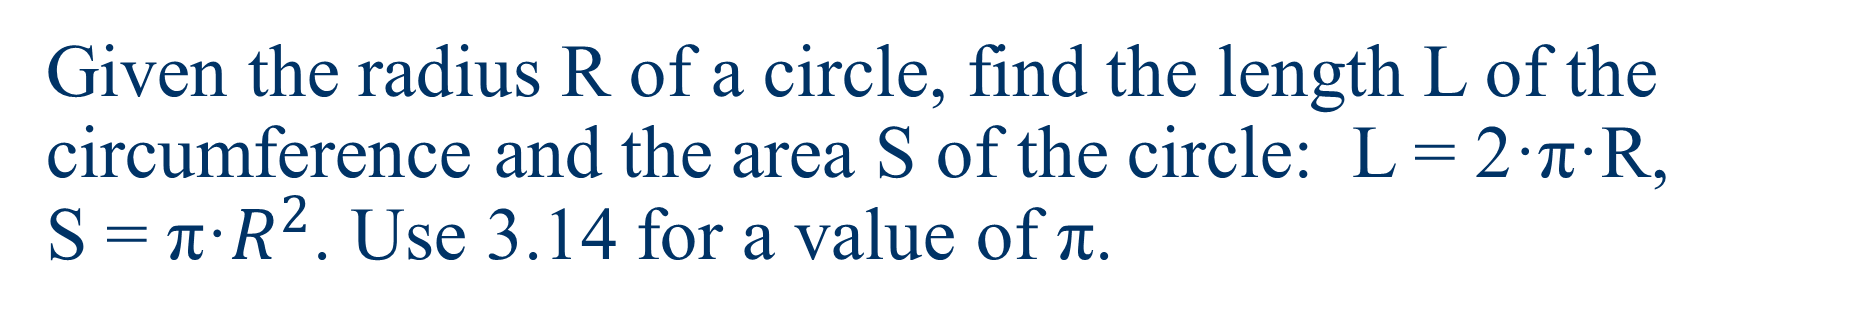 Given the radius R of a circle, find the length L of the
circumference and the area S of the circle:  L = 2·π·R,
S = π·R². Use 3.14 for a value of π.